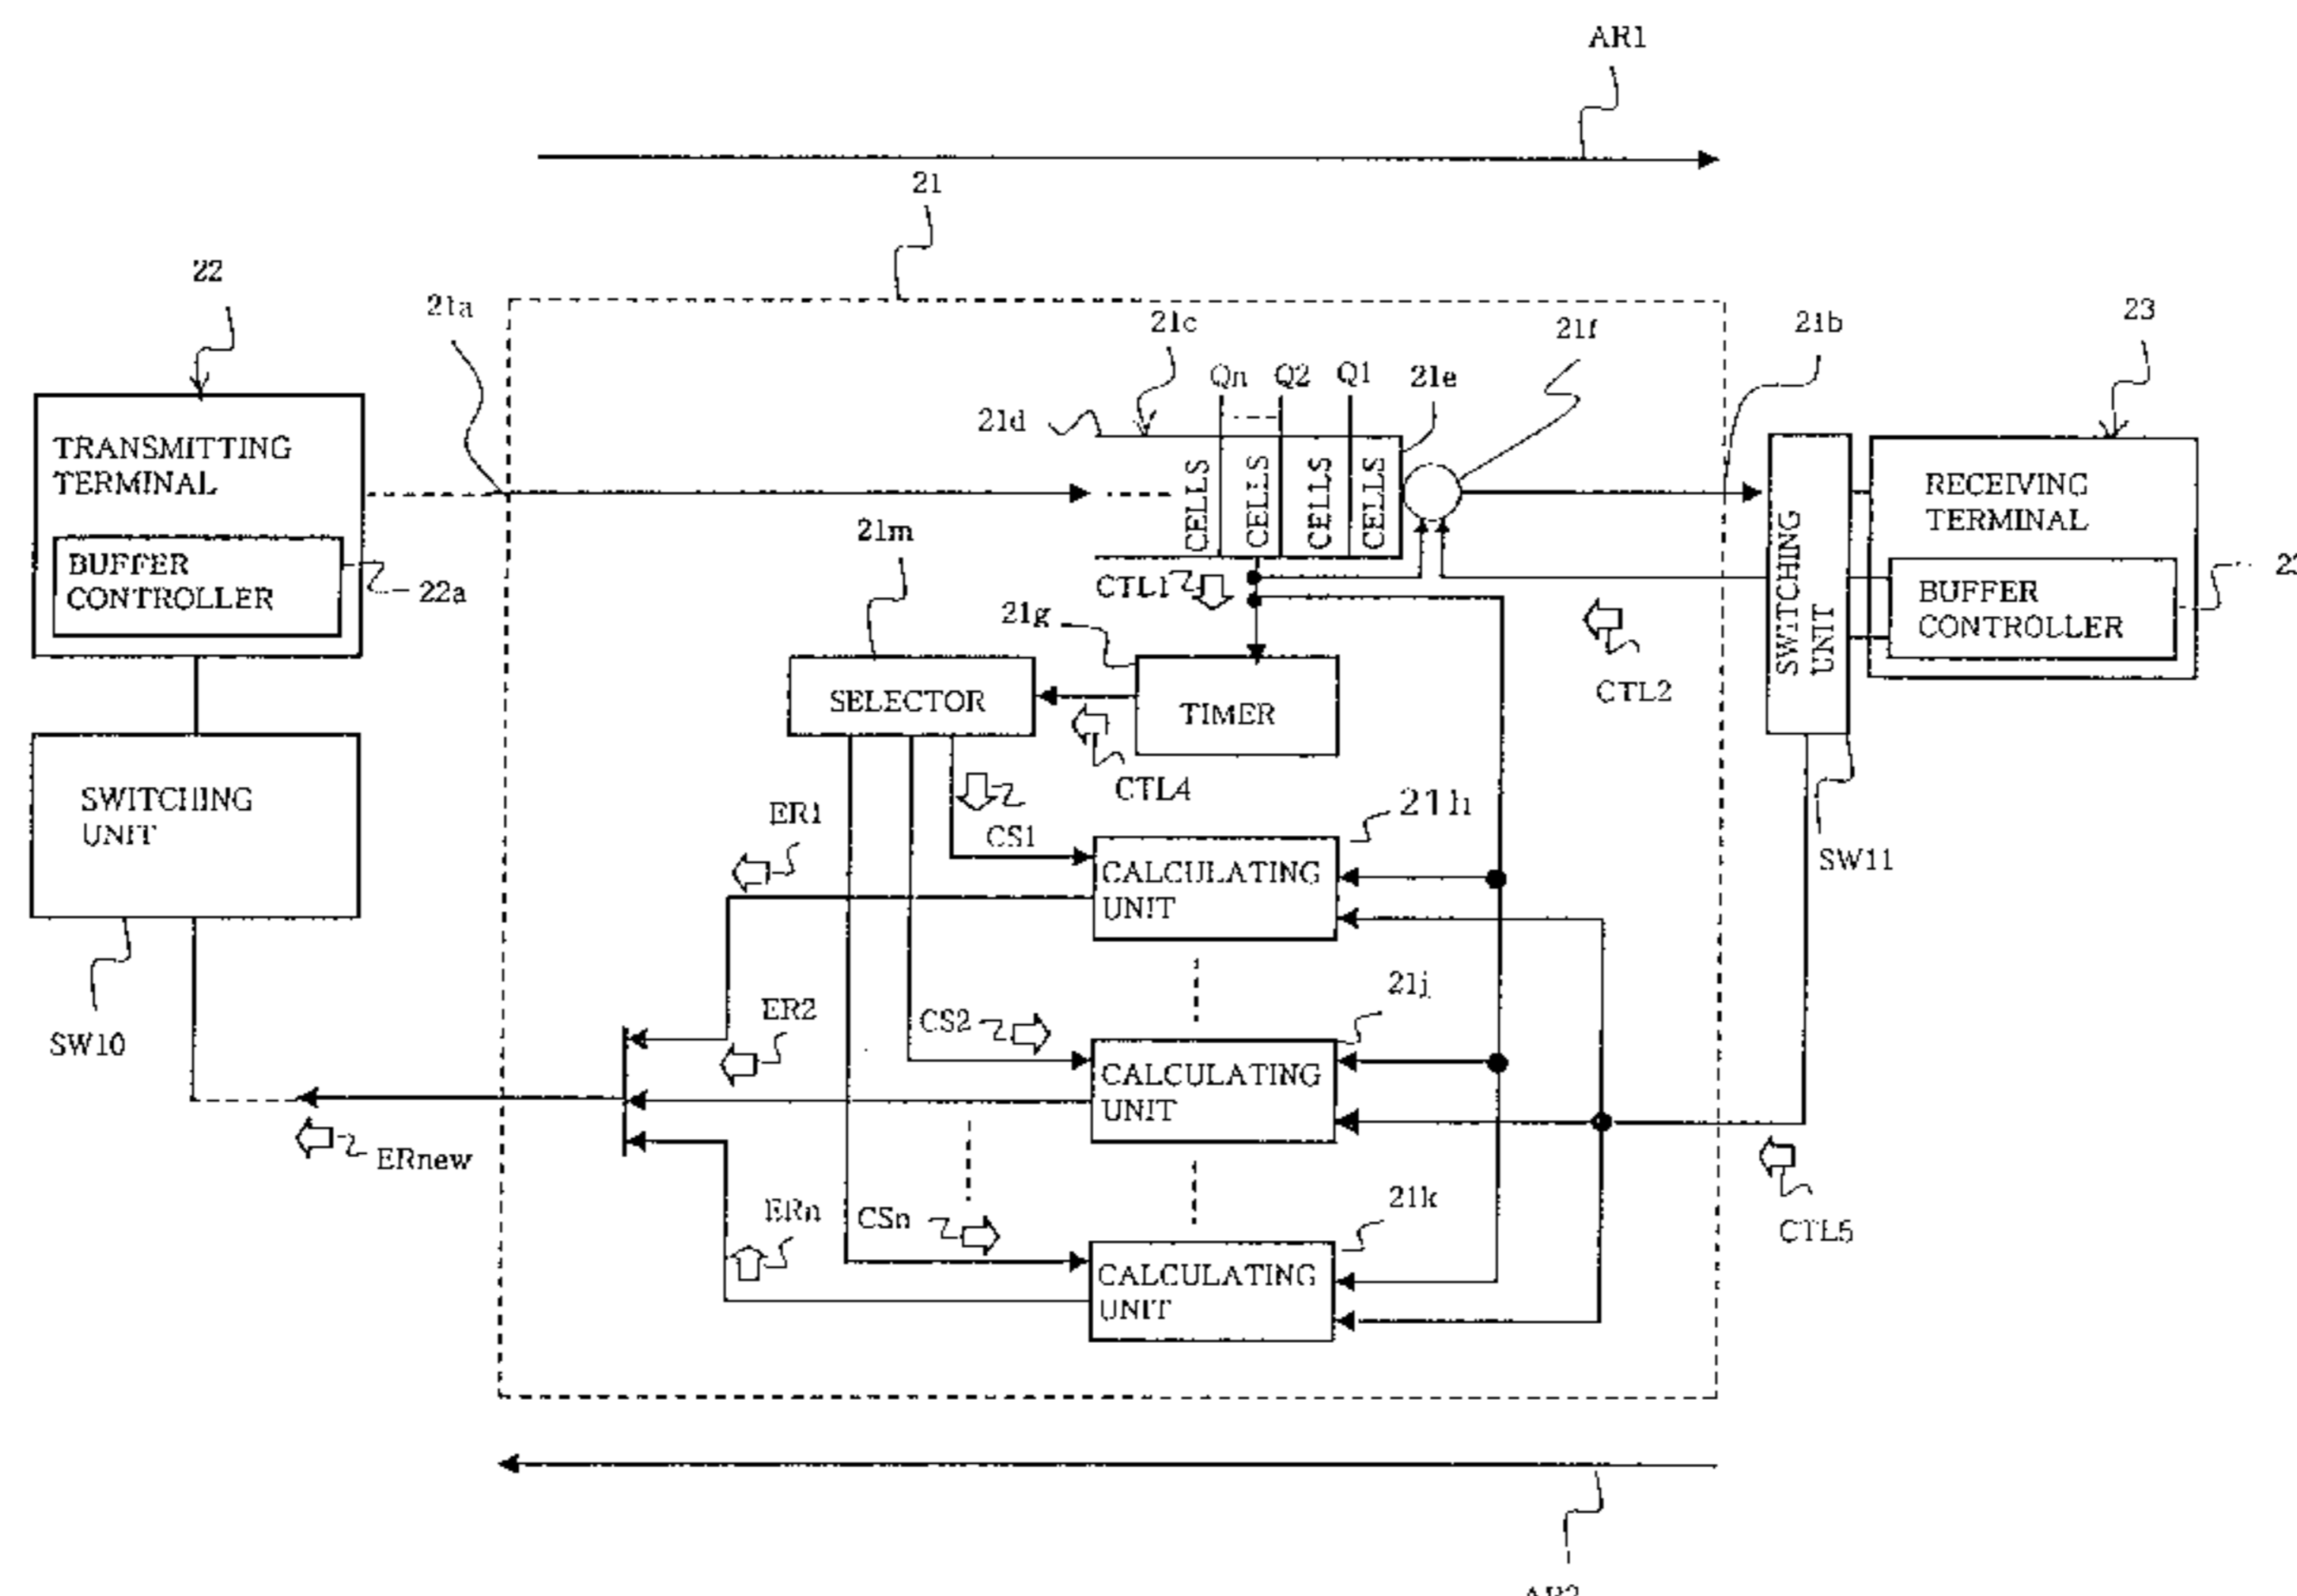 AR1
21
22
21a
21c
21f
21b
23
Qn
Q2
Q1
21e
21d
TRANSMITTING
TERMINAL
CELLS
CELLS
CELLS
CELLS
RECEIVING
TERMINAL
21m
BUFFER
CONTROLLER
22a
CTL1
21g
SWITCHING
UNIT
BUFFER
CONTROLLER
CTL2
SELECTOR
TIMER
CTL4
SWITCHING
UNIT
ER1
CS1
21h
SW11
CALCULATING
UNIT
21j
ER2
CS2
SW10
CALCULATING
UNIT
ERnew
21k
ERn
CSn
CTL5
CALCULATING
UNIT